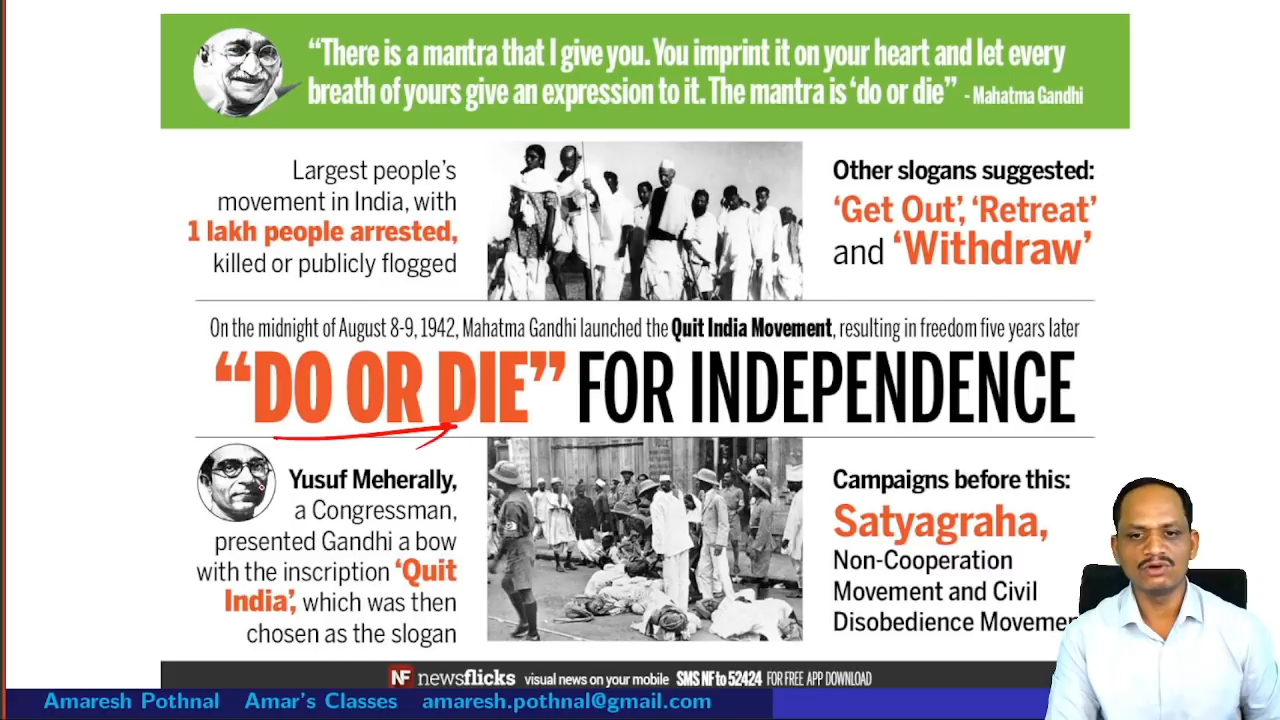 “There is a mantra that I give you. You imprint it on your heart and let every
breath of yours give an expression to it. The mantra is ‘do or die” - Mahatma Gandhi
Largest people’s
movement in India, with
1 lakh people arrested,
killed or publicly flogged
Other slogans suggested:
‘Get Out’, ‘Retreat’
and ‘Withdraw’
On the midnight of August 8-9, 1942, Mahatma Gandhi launched the Quit India Movement, resulting in freedom five years later
“DO OR DIE” FOR INDEPENDENCE
Yusuf Meherally,
a Congressman,
presented Gandhi a bow
with the inscription ‘Quit
India’, which was then
chosen as the slogan
Campaigns before this:
Satyagraha,
Non-Cooperation
Movement and Civil
Disobedience Movemen
NF newsflicks visual news on your mobile SMS NF to 52424 FOR FREE APP DOWNLOAD
Amaresh Pothnal Amar's Classes amaresh.pothnal@gmail.com